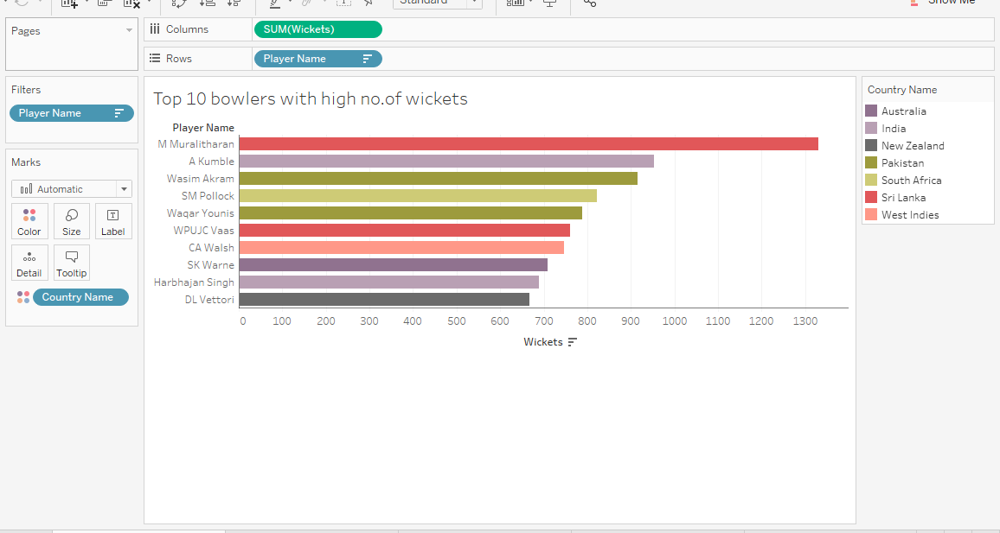 Standard
Show Me
Pages
Columns
SUM(Wickets)
Rows
Player Name
Filters
Player Name
Marks
Automatic
Color
Size
Label
Detail
Tooltip
Country Name
Top 10 bowlers with high no.of wickets
Player Name
M Muralitharan
A Kumble
Wasim Akram
SM Pollock
Waqar Younis
WPUJC Vaas
CA Walsh
SK Warne
Harbhajan Singh
DL Vettori
0 100 200 300 400 500 600 700 800 900 1000 1100 1200 1300
Wickets
Country Name
Australia
India
New Zealand
Pakistan
South Africa
Sri Lanka
West Indies